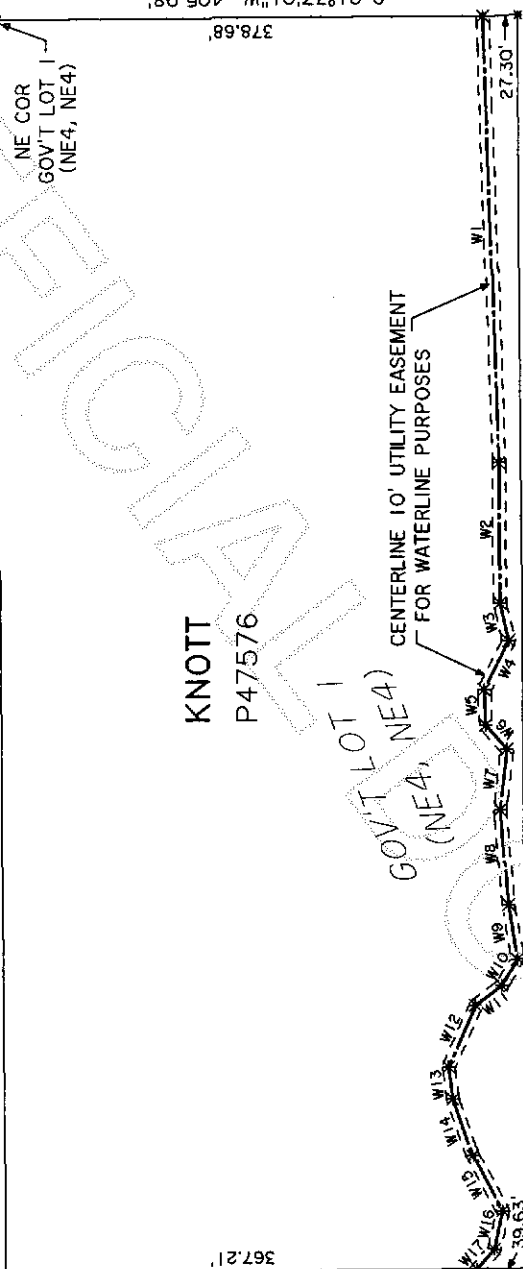 NE COR
GOV'T LOT 1
(NE4, NE4)
378.68'
27.30'
W1
CENTERLINE 10' UTILITY EASEMENT
FOR WATERLINE PURPOSES
W2
W3
W4
W5
W6
W7
W8
W9
W10
W11
W12
W13
W14
W15
W16
W17
KNOTT
P47576
GOV'T LOT 1
(NE4, NE4)
39.63'
367.21'